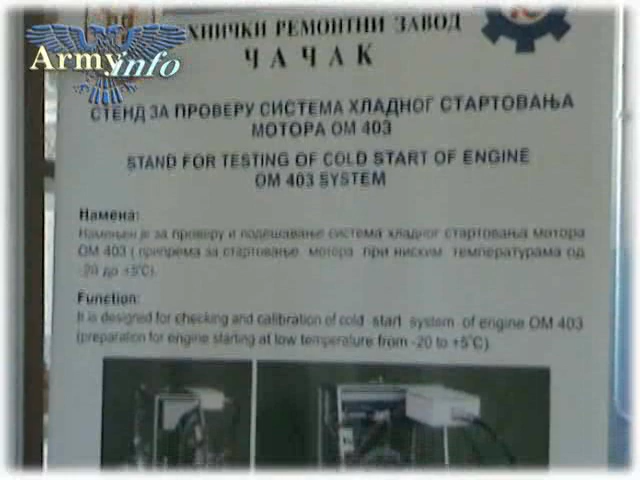 Army info
ТЕХНИЧКИ РЕМОНТНИ ЗАВОД
ЧАЧАК
СТЕНД ЗА ПРОВЕРУ СИСТЕМА ХЛАДНОГ СТАРТОВАЊА
МОТОРА ОМ 403
STAND FOR TESTING OF COLD START OF ENGINE
OM 403 SYSTEM
Намена:
Намењен је за проверу и подешавање система хладног стартовања мотора
ОМ 403 ( припрема за стартовање мотора при ниским температурама од
-20 до +5°C).
Function:
It is designed for checking and calibration of cold start system of engine OM 403
(preparation for engine starting at low temperature from -20 to +5°C)